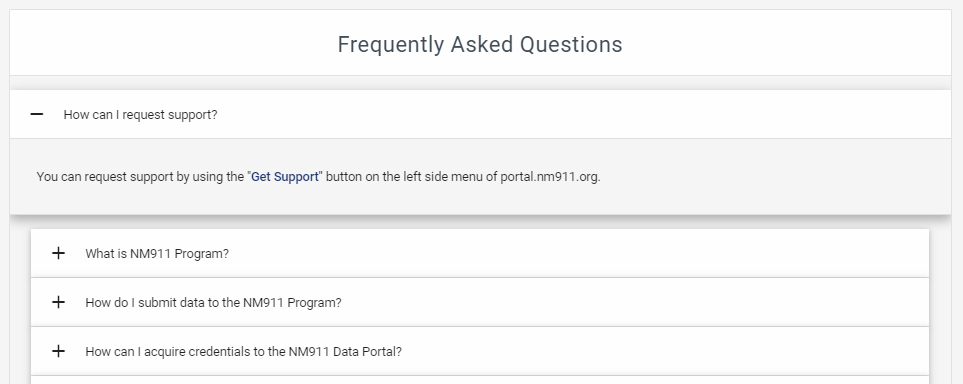 Frequently Asked Questions
How can I request support?
You can request support by using the "Get Support" button on the left side menu of portal.nm911.org.
What is NM911 Program?
How do I submit data to the NM911 Program?
How can I acquire credentials to the NM911 Data Portal?